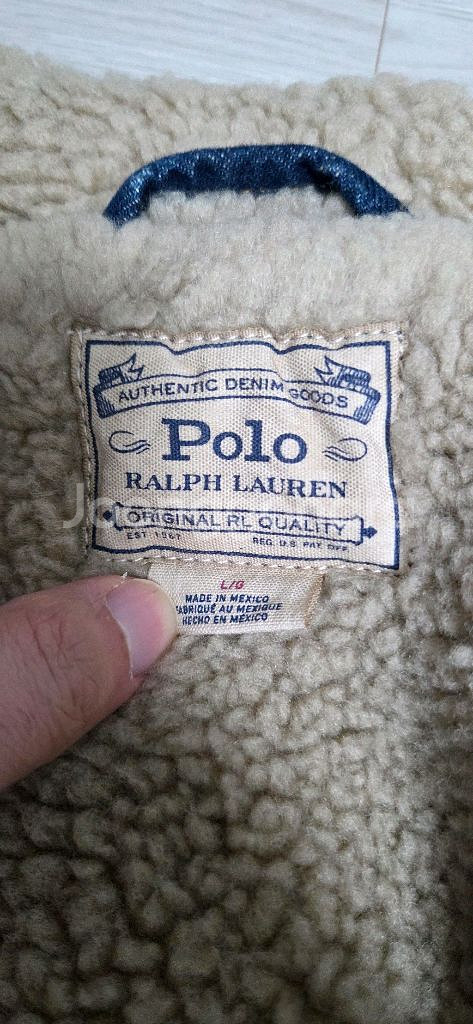 AUTHENTIC DENIM GOODS
Polo
RALPH LAUREN
ORIGINAL RL QUALITY
EST 1967
REG. U.S. PAT. OFF.
L/G
MADE IN MEXICO
FABRIQUÉ AU MEXIQUE
HECHO EN MÉXICO